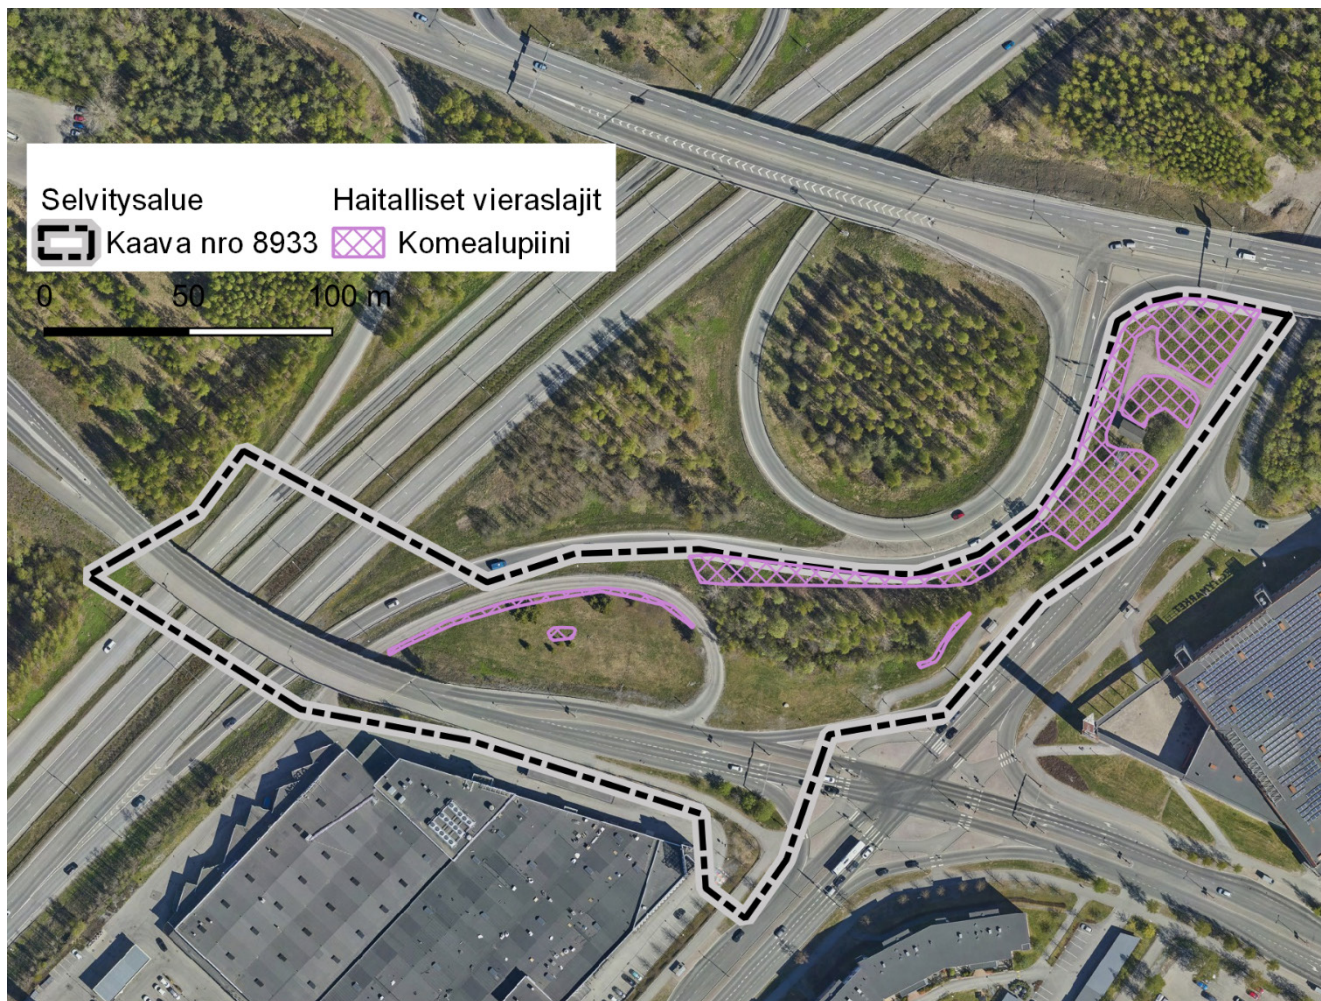 Selvitysalue
Haitalliset vieraslajit
Kaava nro 8933
Komealupiini
0 50 100 m